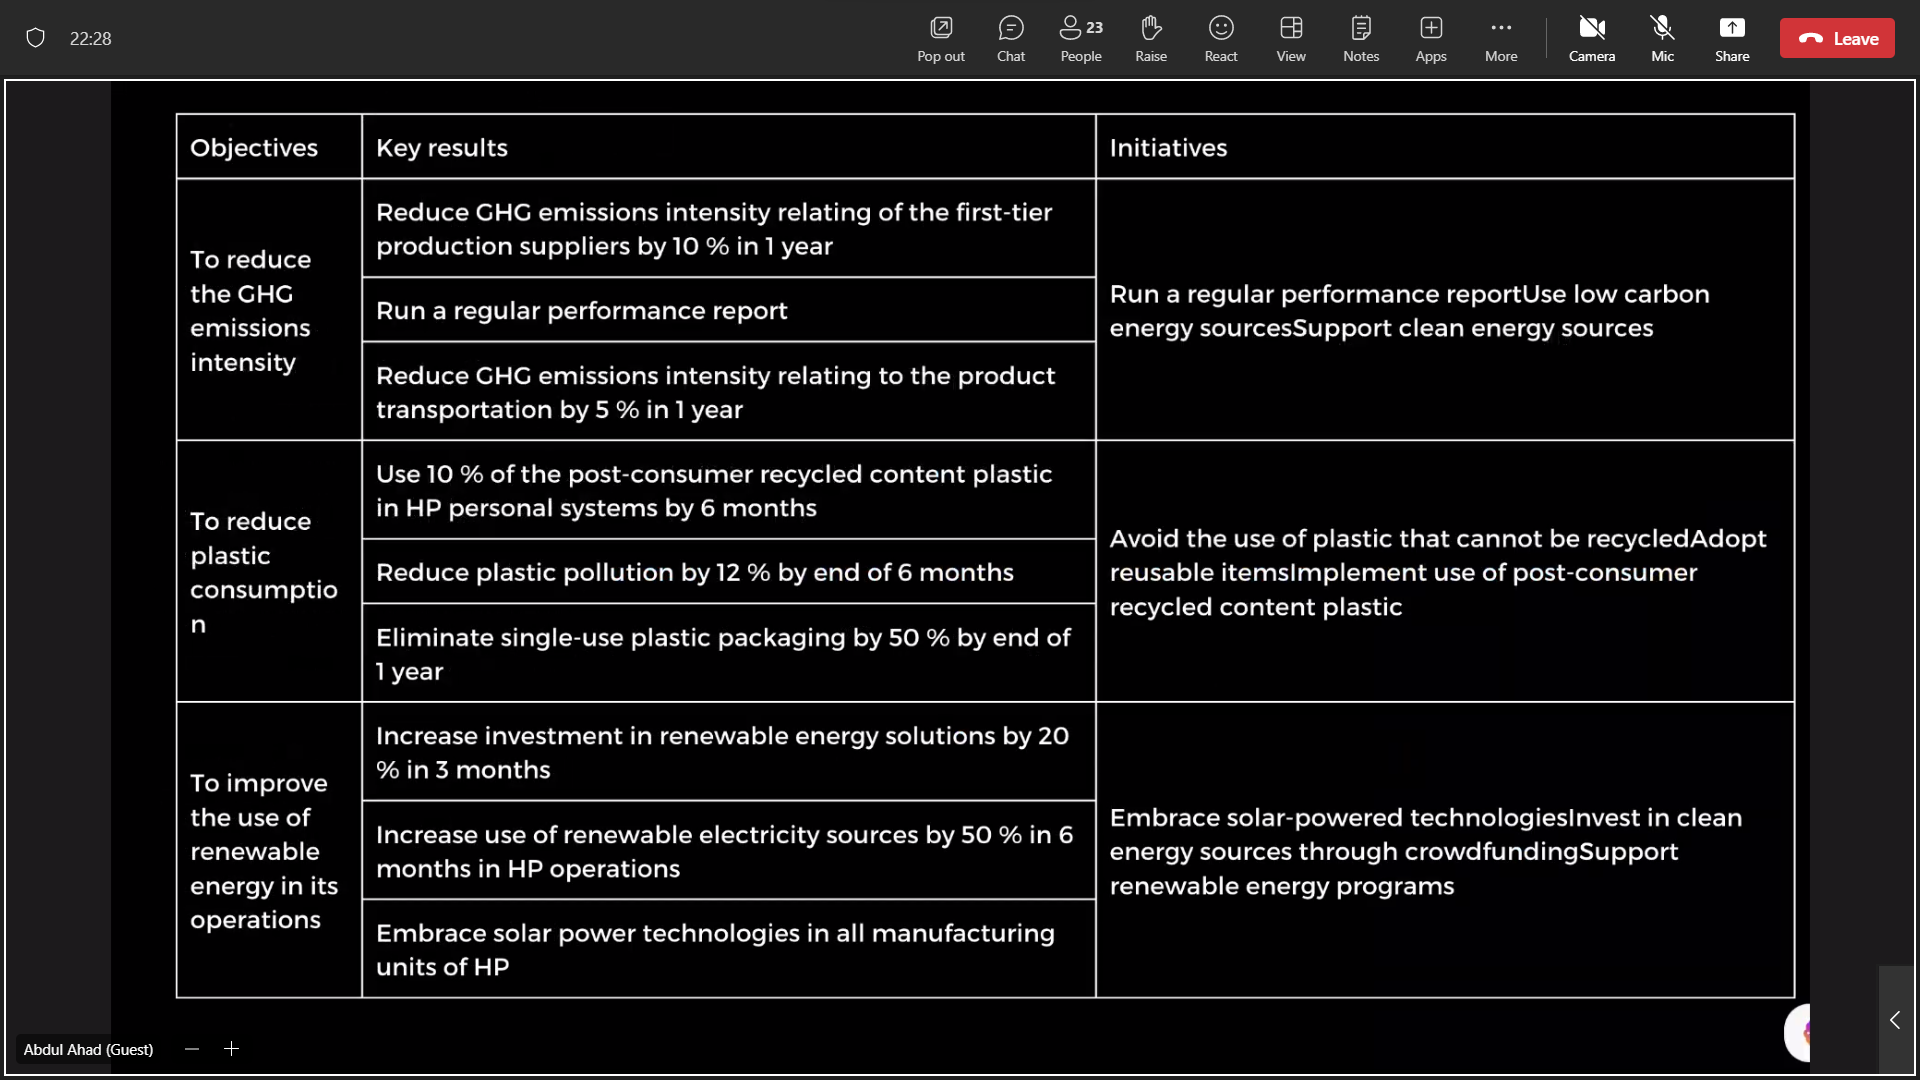 22:28
Pop out
Chat
23
People
Raise
React
View
Notes
Apps
More
Camera
Mic
Share
Leave
Objectives
Key results
Initiatives
To reduce
the GHG
emissions
intensity
Reduce GHG emissions intensity relating of the first-tier
production suppliers by 10 % in 1 year
Run a regular performance report
Reduce GHG emissions intensity relating to the product
transportation by 5 % in 1 year
Run a regular performance reportUse low carbon
energy sourcesSupport clean energy sources
To reduce
plastic
consumptio
n
Use 10 % of the post-consumer recycled content plastic
in HP personal systems by 6 months
Reduce plastic pollution by 12 % by end of 6 months
Eliminate single-use plastic packaging by 50 % by end of
1 year
Avoid the use of plastic that cannot be recycledAdopt
reusable itemsImplement use of post-consumer
recycled content plastic
To improve
the use of
renewable
energy in its
operations
Increase investment in renewable energy solutions by 20
% in 3 months
Increase use of renewable electricity sources by 50 % in 6
months in HP operations
Embrace solar power technologies in all manufacturing
units of HP
Embrace solar-powered technologiesInvest in clean
energy sources through crowdfundingSupport
renewable energy programs
Abdul Ahad (Guest)